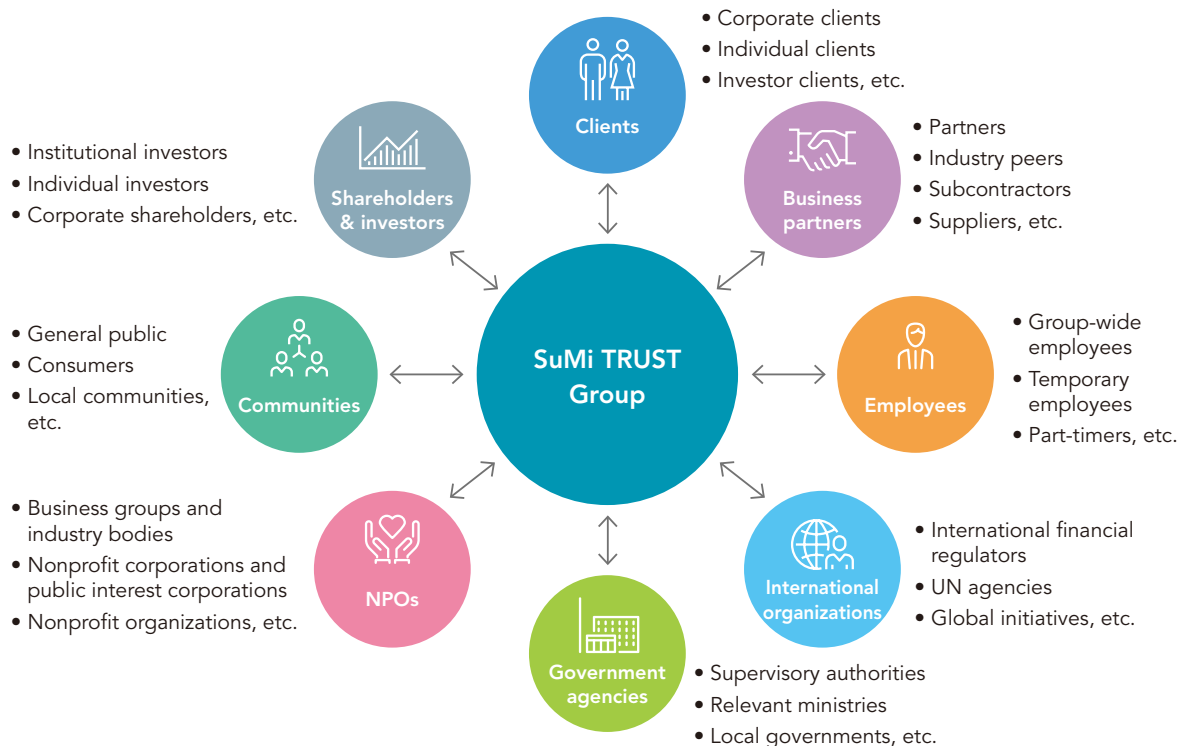 Clients
• Corporate clients
• Individual clients
• Investor clients, etc.
Business
partners
• Partners
• Industry peers
• Subcontractors
• Suppliers, etc.
Employees
• Group-wide
employees
• Temporary
employees
• Part-timers, etc.
International
organizations
• International financial
regulators
• UN agencies
• Global initiatives, etc.
Government
agencies
• Supervisory authorities
• Relevant ministries
• Local governments, etc.
NPOs
• Business groups and
industry bodies
• Nonprofit corporations and
public interest corporations
• Nonprofit organizations, etc.
Communities
• General public
• Consumers
• Local communities,
etc.
Shareholders
& investors
• Institutional investors
• Individual investors
• Corporate shareholders, etc.
SuMi TRUST
Group